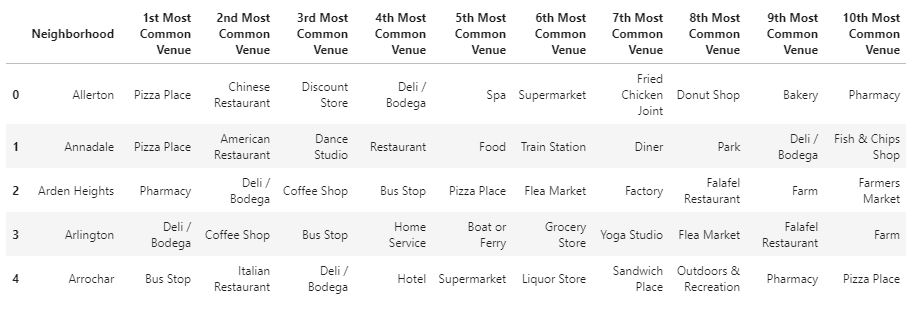 Neighborhood 1st Most Common Venue 2nd Most Common Venue 3rd Most Common Venue 4th Most Common Venue 5th Most Common Venue 6th Most Common Venue 7th Most Common Venue 8th Most Common Venue 9th Most Common Venue 10th Most Common Venue
0 Allerton Pizza Place Chinese Restaurant Discount Store Deli / Bodega Spa Supermarket Fried Chicken Joint Donut Shop Bakery Pharmacy
1 Annadale Pizza Place American Restaurant Dance Studio Restaurant Food Train Station Diner Park Deli / Bodega Fish & Chips Shop
2 Arden Heights Pharmacy Deli / Bodega Coffee Shop Bus Stop Pizza Place Flea Market Factory Falafel Restaurant Farm Farmers Market
3 Arlington Deli / Bodega Coffee Shop Bus Stop Home Service Boat or Ferry Grocery Store Yoga Studio Flea Market Falafel Restaurant Farm
4 Arrochar Bus Stop Italian Restaurant Deli / Bodega Hotel Supermarket Liquor Store Sandwich Place Outdoors & Recreation Pharmacy Pizza Place